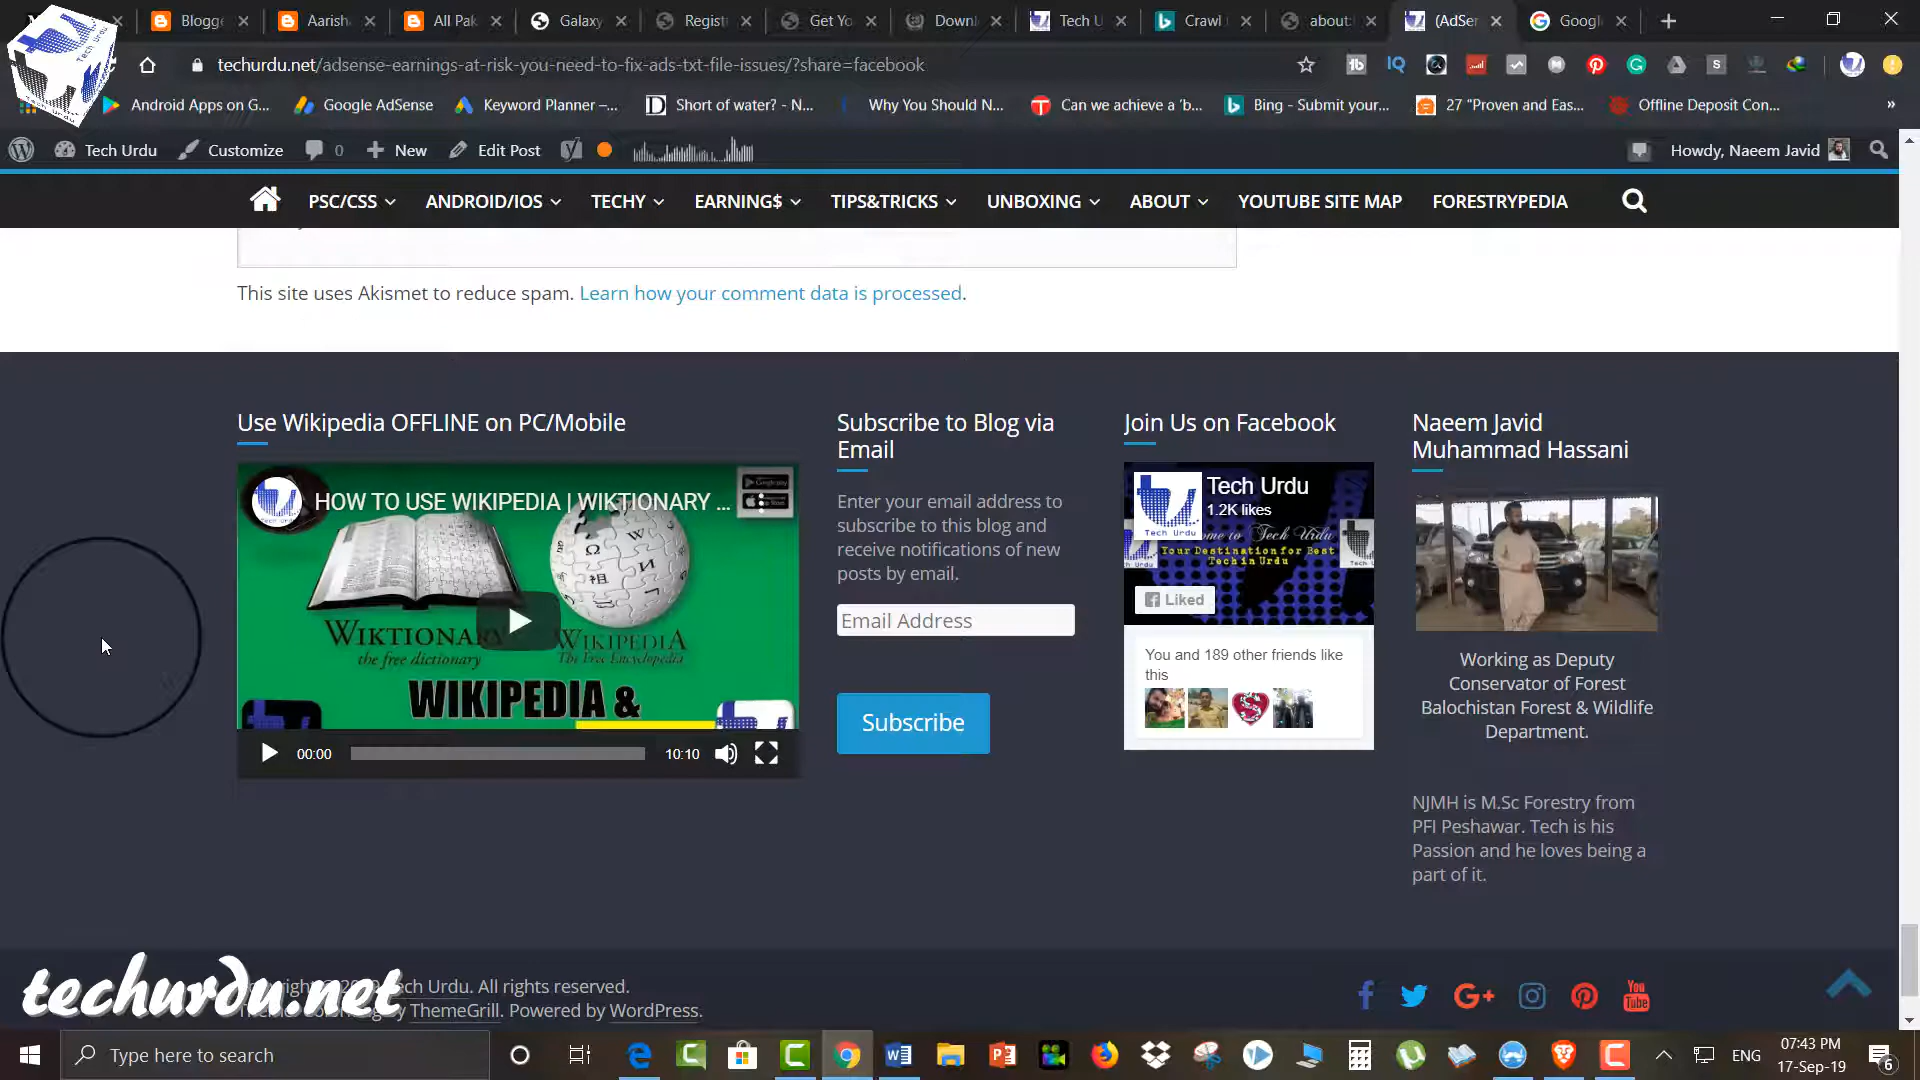 Blogge
Aarish
All Pak
Galaxy
Regist
Get Yo
Downl
Tech U
Crawl
about:
(AdSer
Googl
techurdu.net/adsense-earnings-at-risk-you-need-to-fix-ads-txt-file-issues/?share=facebook
Android Apps on G...
Google AdSense
Keyword Planner –...
Short of water? - N...
Why You Should N...
Can we achieve a 'b...
Bing - Submit your...
27 "Proven and Eas...
Offline Deposit Con...
»
Tech Urdu
Customize
0
New
Edit Post
Howdy, Naeem Javid
PSC/CSS
ANDROID/IOS
TECHY
EARNING$
TIPS&TRICKS
UNBOXING
ABOUT
YOUTUBE SITE MAP
FORESTRYPEDIA
This site uses Akismet to reduce spam. Learn how your comment data is processed.
Use Wikipedia OFFLINE on PC/Mobile
HOW TO USE WIKIPEDIA | WIKTIONARY ...
WIKTIONARY
the free dictionary
WIKIPEDIA
The Free Encyclopedia
WIKIPEDIA &
00:00
10:10
Subscribe to Blog via
Email
Enter your email address to
subscribe to this blog and
receive notifications of new
posts by email.
Email Address
Subscribe
Join Us on Facebook
Tech Urdu
1.2K likes
Welcome to Tech Urdu
Your Destination for Best
Tech in Urdu
Tech Urdu
Liked
You and 189 other friends like
this
Naeem Javid
Muhammad Hassani
Working as Deputy
Conservator of Forest
Balochistan Forest & Wildlife
Department.
NJMH is M.Sc Forestry from
PFI Peshawar. Tech is his
Passion and he loves being a
part of it.
techurdu.net
Tech Urdu. All rights reserved.
ThemeGrill. Powered by WordPress.
You
Tube
Type here to search
ENG
07:43 PM
17-Sep-19
6